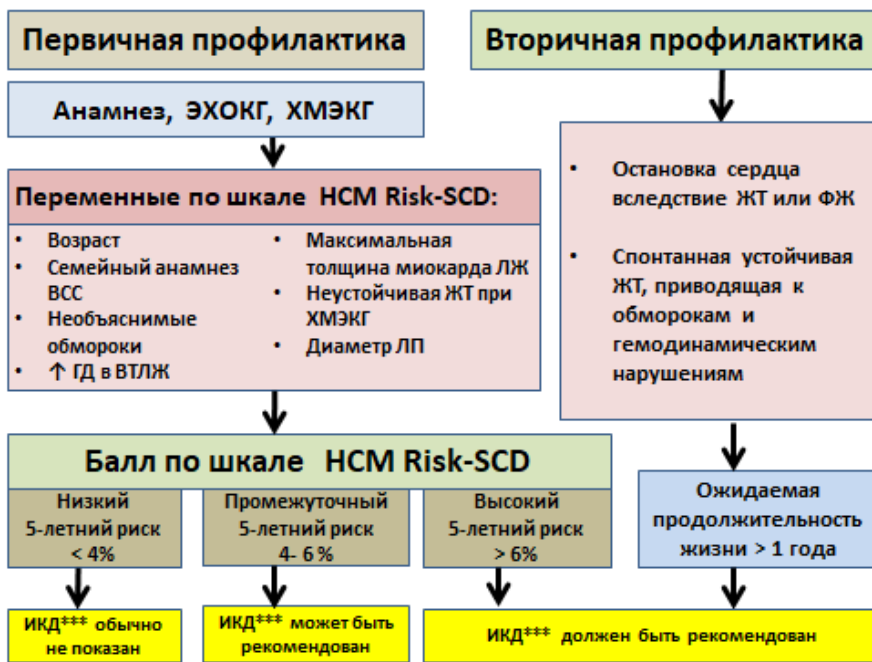 Первичная профилактика
Анамнез, ЭХОКГ, ХМЭКГ
Переменные по шкале HCM Risk-SCD:
• Возраст
• Семейный анамнез
ВСС
• Необъяснимые
обмороки
• ↑ ГД в ВТЛЖ
• Максимальная
толщина миокарда ЛЖ
• Неустойчивая ЖТ при
ХМЭКГ
• Диаметр ЛП
Вторичная профилактика
• Остановка сердца
вследствие ЖТ или ФЖ
• Спонтанная устойчивая
ЖТ, приводящая к
обморокам и
гемодинамическим
нарушениям
Балл по шкале HCM Risk-SCD
Низкий
5-летний риск
< 4%
Промежуточный
5-летний риск
4- 6 %
Высокий
5-летний риск
> 6%
Ожидаемая
продолжительность
жизни > 1 года
ИКД*** обычно
не показан
ИКД*** может быть
рекомендован
ИКД*** должен быть рекомендован